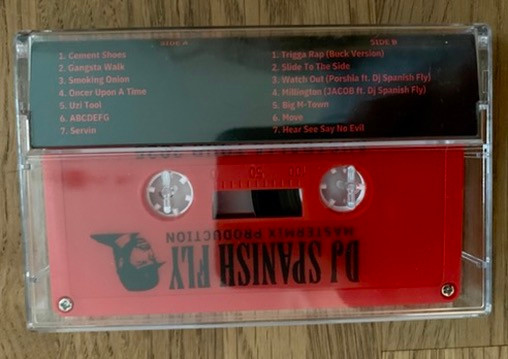 SIDE A
1. Cement Shoes
2. Gangsta Walk
3. Smoking Onion
4. Oncer Upon A Time
5. Uzi Tool
6. ABCDEFG
7. Servin
SIDE B
1. Trigga Rap (Buck Version)
2. Slide To The Side
3. Watch Out (Porshia ft. Dj Spanish Fly)
4. Millington (JACOB ft. Dj Spanish Fly)
5. Big M-Town
6. Move
7. Hear See Say No Evil
DJ SPANISH FLY
MASTERMIX PRODUCTION